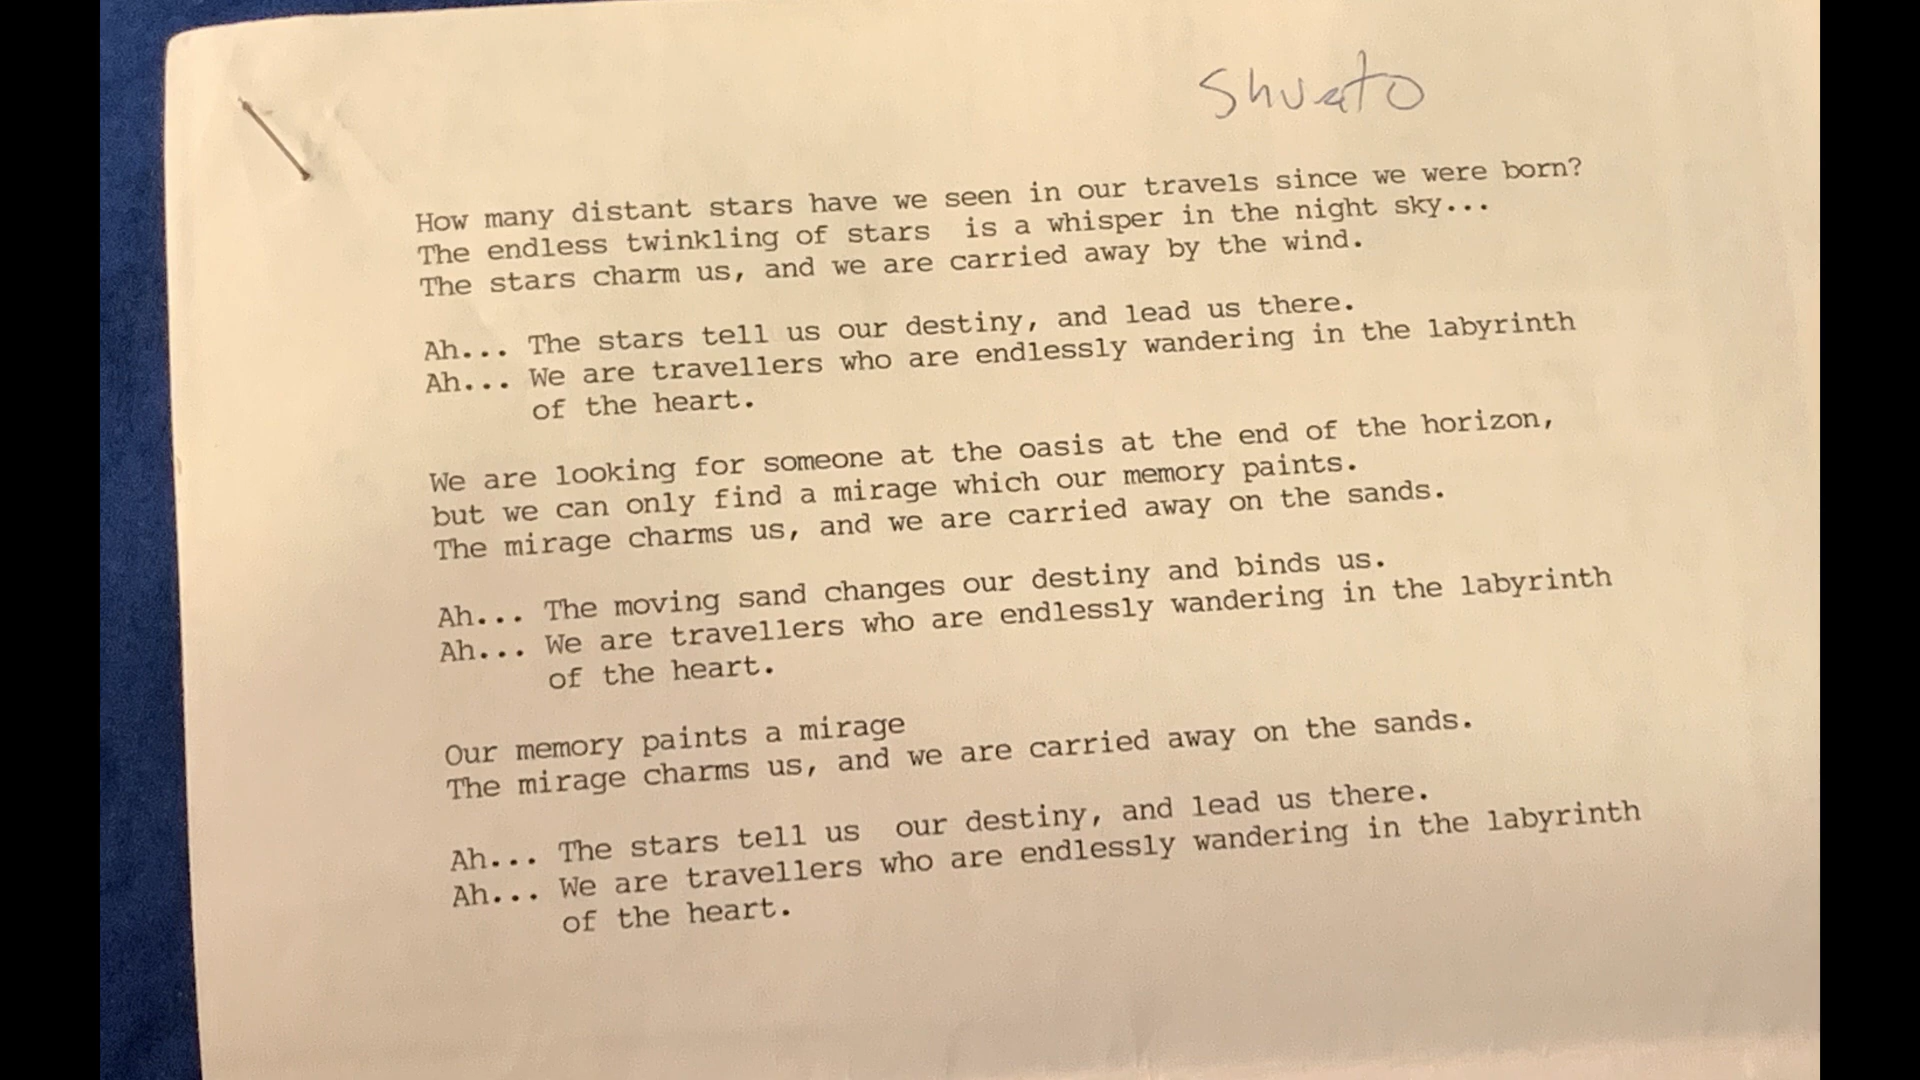 Shvato
How many distant stars have we seen in our travels since we were born?
The endless twinkling of stars  is a whisper in the night sky...
The stars charm us, and we are carried away by the wind.
Ah... The stars tell us our destiny, and lead us there.
Ah... We are travellers who are endlessly wandering in the labyrinth
of the heart.
We are looking for someone at the oasis at the end of the horizon,
but we can only find a mirage which our memory paints.
The mirage charms us, and we are carried away on the sands.
Ah... The moving sand changes our destiny and binds us.
Ah... We are travellers who are endlessly wandering in the labyrinth
of the heart.
Our memory paints a mirage
The mirage charms us, and we are carried away on the sands.
Ah... The stars tell us  our destiny, and lead us there.
Ah... We are travellers who are endlessly wandering in the labyrinth
of the heart.